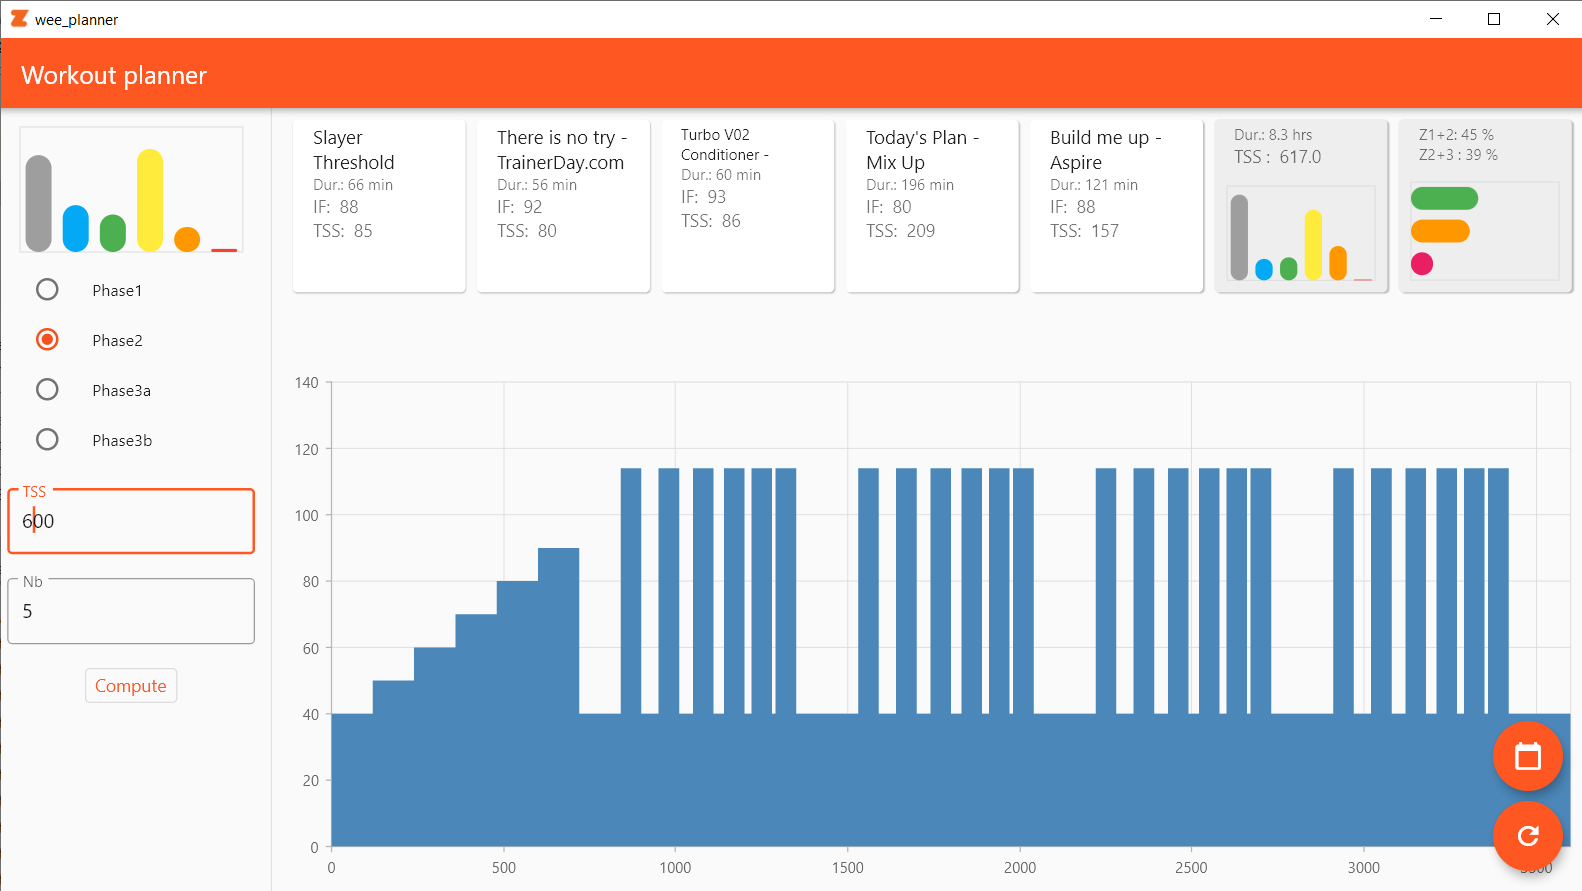 wee_planner
Workout planner
Phase1
Phase2
Phase3a
Phase3b
TSS
600
Nb
5
Compute
Slayer
Threshold
Dur.: 66 min
IF: 88
TSS: 85
There is no try -
TrainerDay.com
Dur.: 56 min
IF: 92
TSS: 80
Turbo V02
Conditioner -
Dur.: 60 min
IF: 93
TSS: 86
Today's Plan -
Mix Up
Dur.: 196 min
IF: 80
TSS: 209
Build me up -
Aspire
Dur.: 121 min
IF: 88
TSS: 157
Dur.: 8.3 hrs
TSS : 617.0
Z1+2: 45 %
Z2+3 : 39 %
140
120
100
80
60
40
20
0
0 500 1000 1500 2000 2500 3000 3500